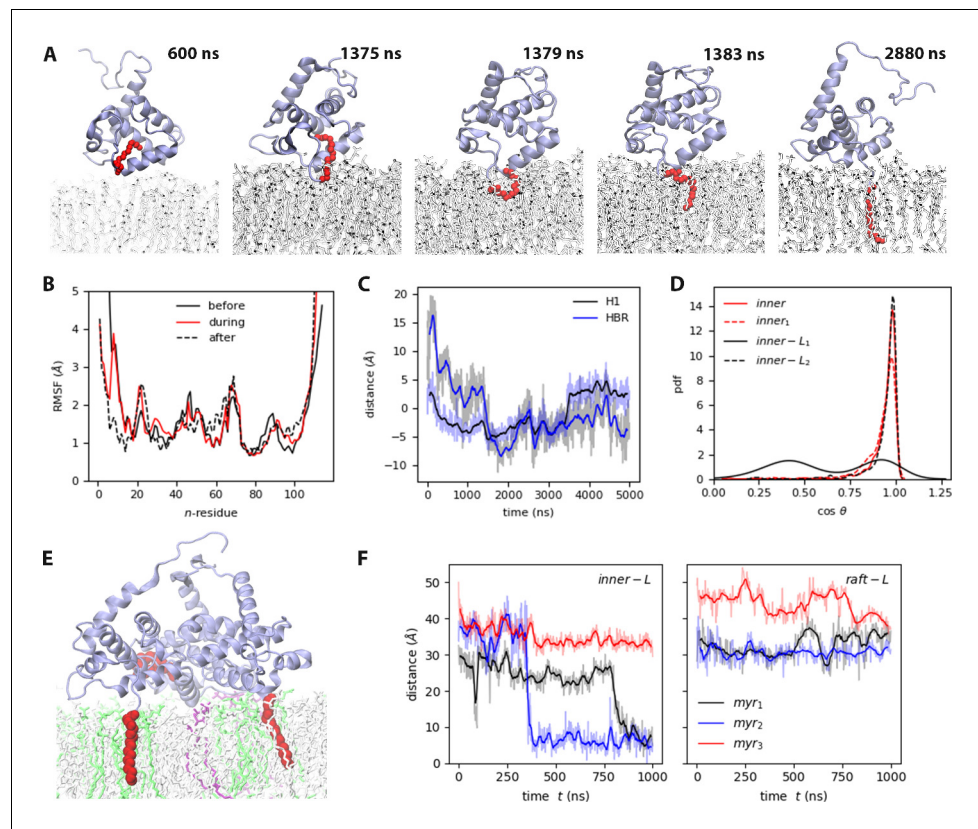 A
600 ns
1375 ns
1379 ns
1383 ns
2880 ns
B
5
4
3
2
1
0
RMSF (Å)
before
during
after
0 20 40 60 80 100
n-residue
C
20
15
10
5
0
−5
−10
distance (Å)
H1
HBR
0 1000 2000 3000 4000 5000
time (ns)
D
14
12
10
8
6
4
2
0
pdf
inner
inner₁
inner−L₁
inner−L₂
0.00 0.25 0.50 0.75 1.00 1.25
cos θ
E
F
50
40
30
20
10
0
distance (Å)
inner−L
0 250 500 750 1000
time t (ns)
raft−L
myr₁
myr₂
myr₃
0 250 500 750 1000
time t (ns)